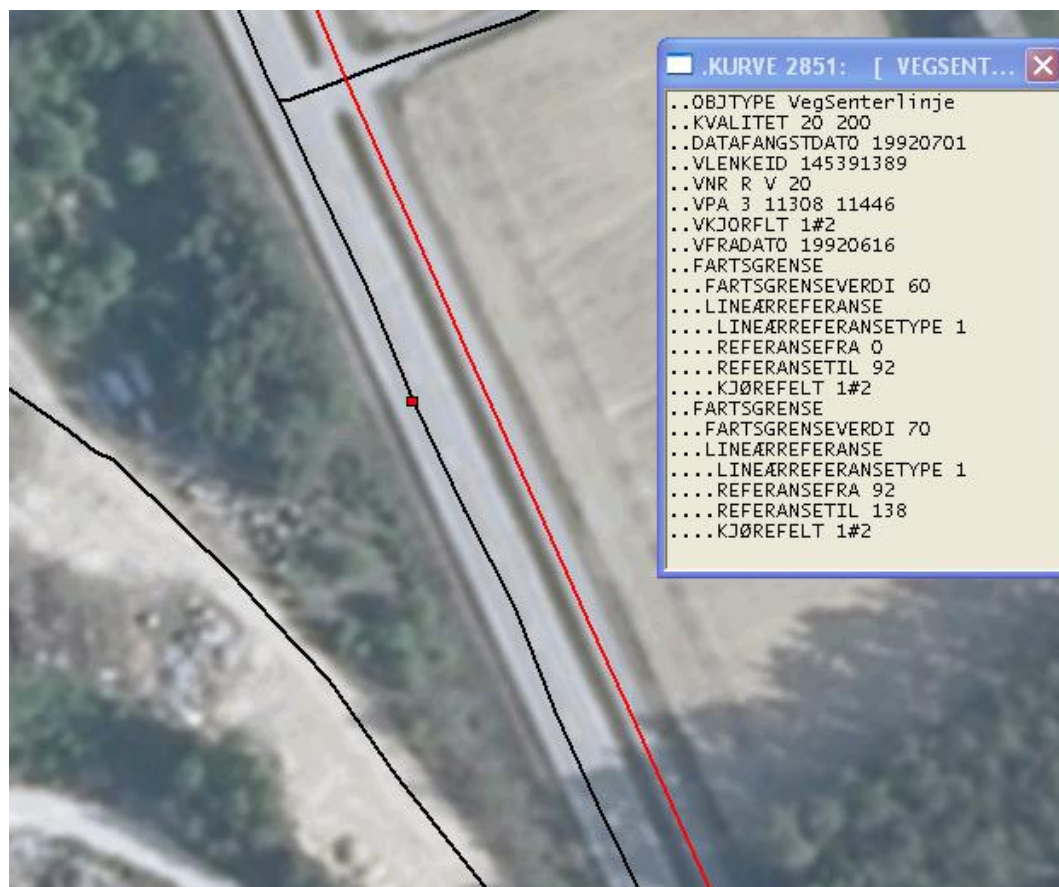 .KURVE 2851: [ VEGSENT...
..OBJTYPE VegSenterlinje
..KVALITET 20 200
..DATAFANGSTDATO 19920701
..VLENKEID 145391389
..VNR R V 20
..VPA 3 11308 11446
..VKJORFLT 1#2
..VFRADATO 19920616
..FARTSGRENSE
...FARTSGRENSEVERDI 60
...LINEÆRREFERANSE
....LINEÆRREFERANSETYPE 1
....REFERANSEFRA 0
....REFERANSETIL 92
....KJØREFELT 1#2
..FARTSGRENSE
...FARTSGRENSEVERDI 70
...LINEÆRREFERANSE
....LINEÆRREFERANSETYPE 1
....REFERANSEFRA 92
....REFERANSETIL 138
....KJØREFELT 1#2